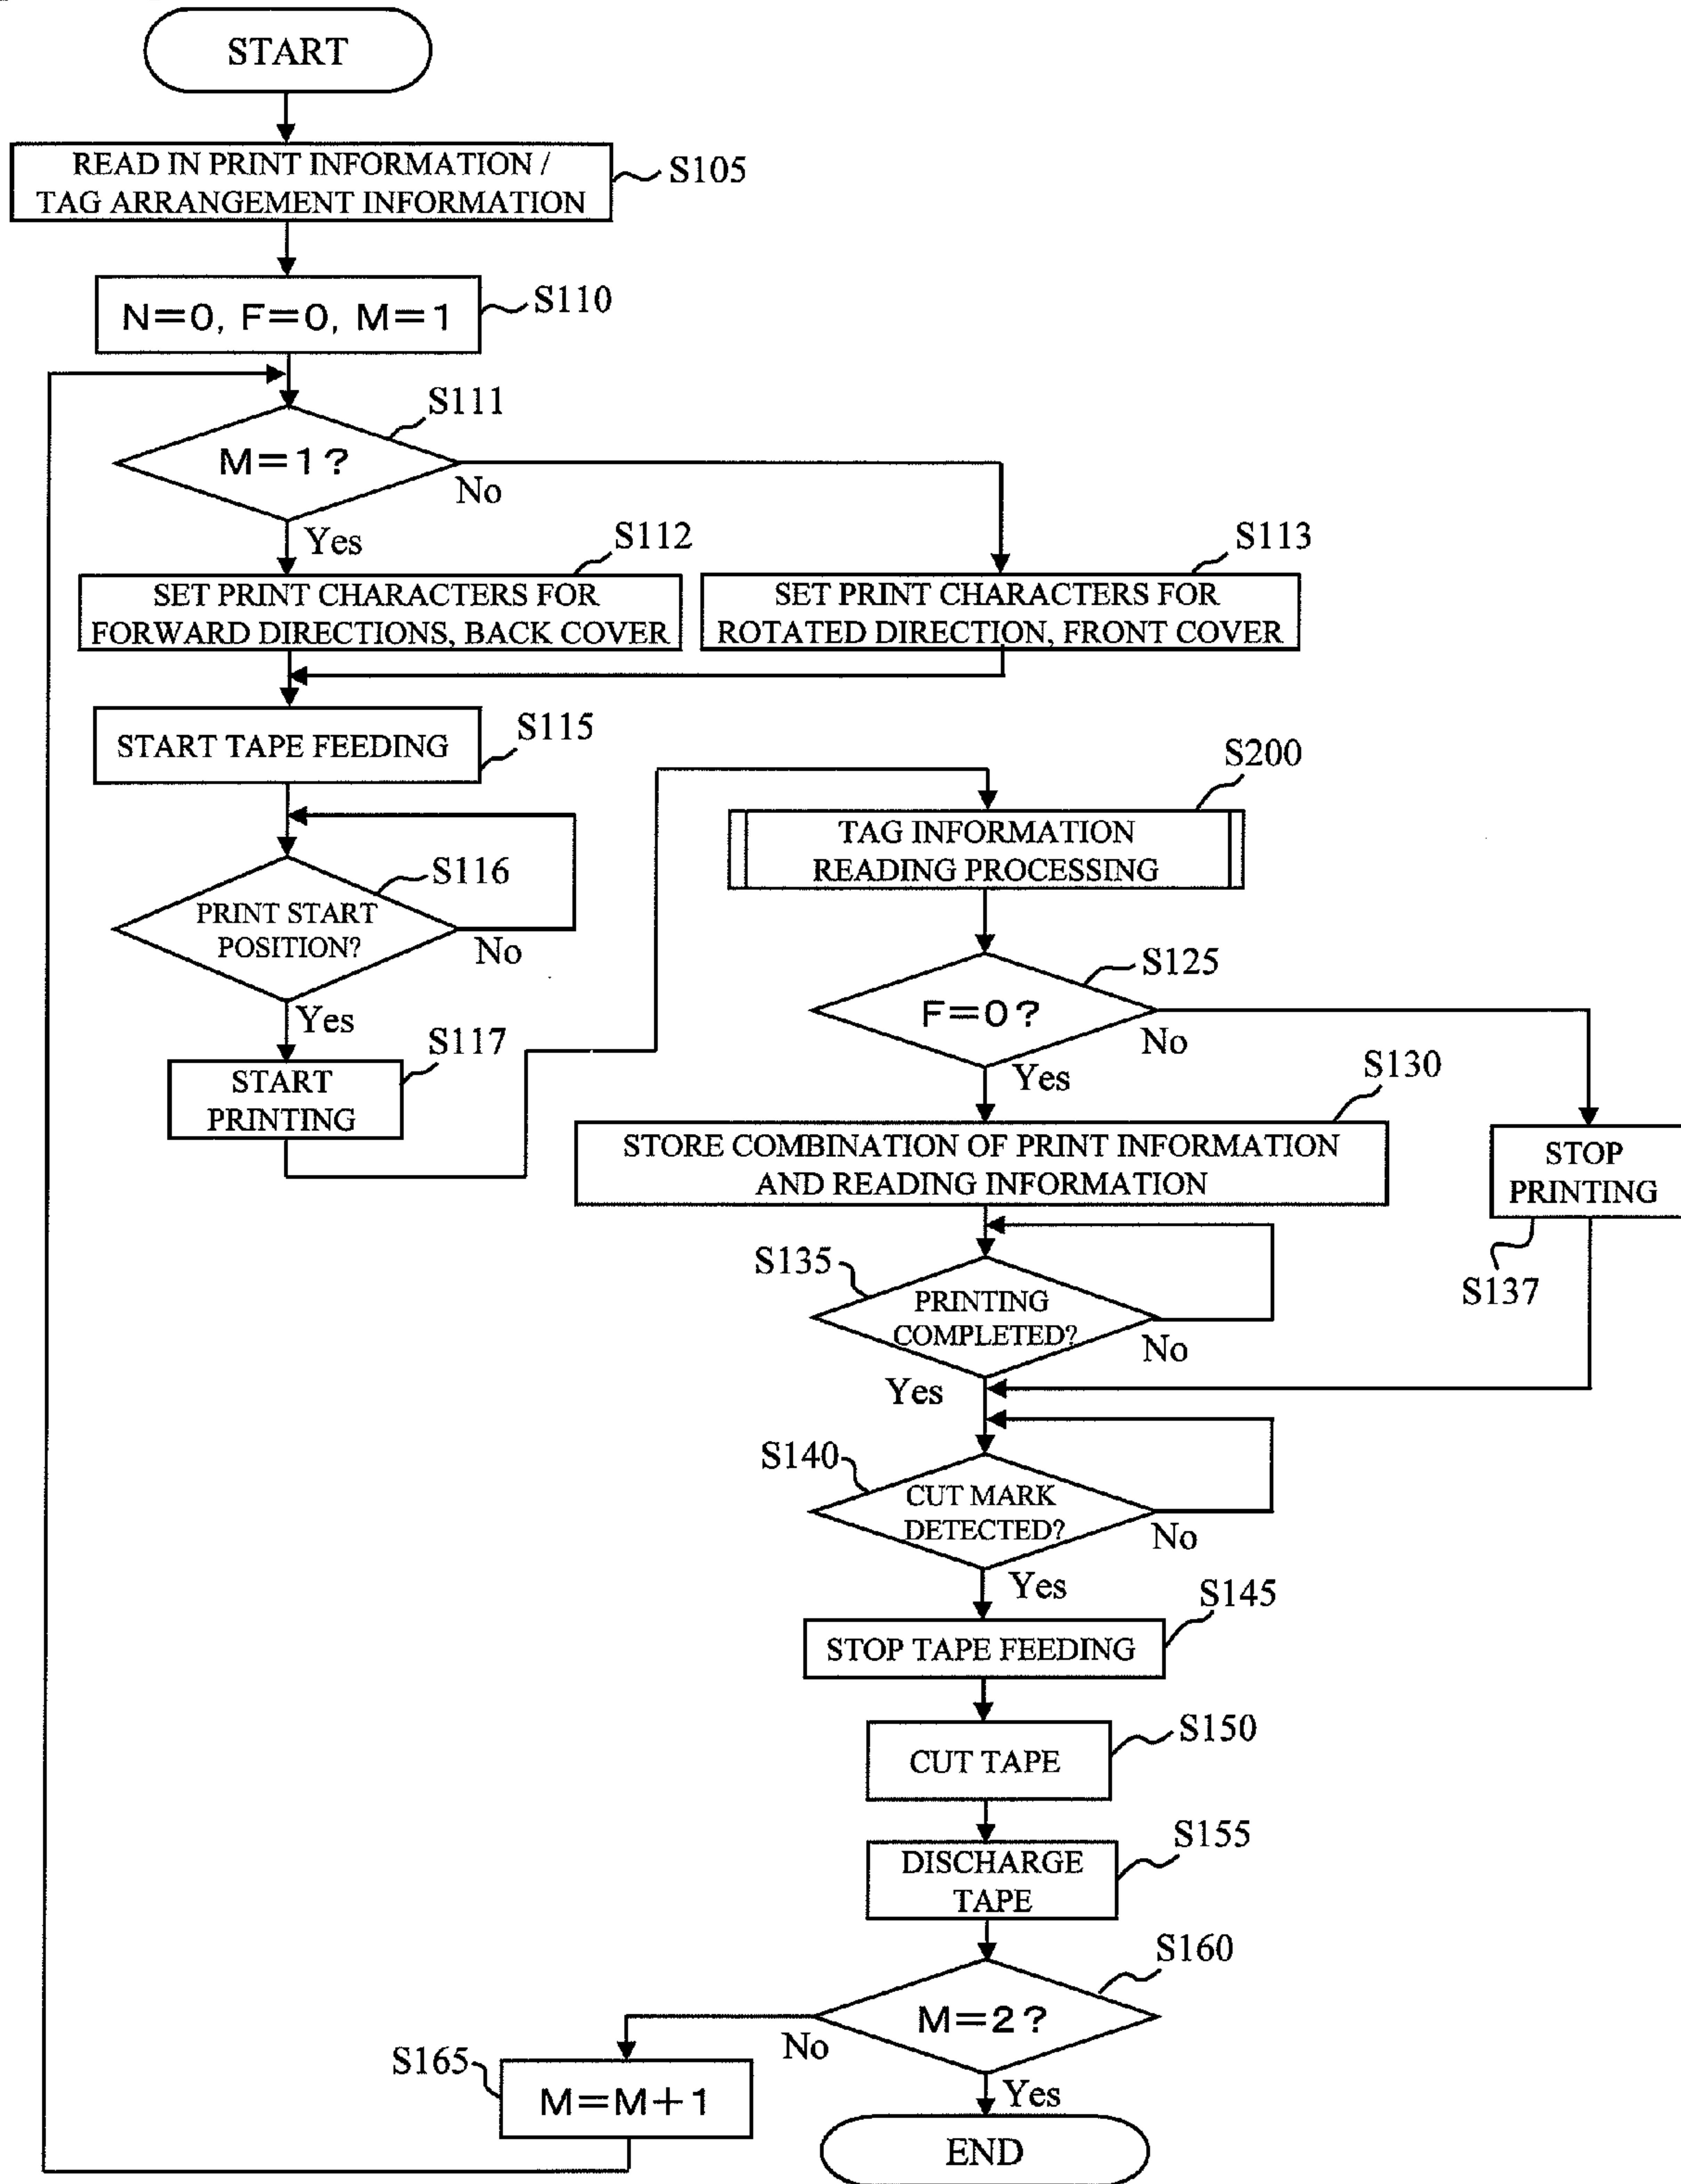 START
READ IN PRINT INFORMATION /
TAG ARRANGEMENT INFORMATION
S105
N=0, F=0, M=1
S110
S111
M=1?
No
Yes
S112
SET PRINT CHARACTERS FOR
FORWARD DIRECTIONS, BACK COVER
S113
SET PRINT CHARACTERS FOR
ROTATED DIRECTION, FRONT COVER
START TAPE FEEDING
S115
S116
PRINT START
POSITION?
No
Yes
S117
START
PRINTING
S200
TAG INFORMATION
READING PROCESSING
S125
F=0?
No
Yes
S130
STORE COMBINATION OF PRINT INFORMATION
AND READING INFORMATION
STOP
PRINTING
S137
S135
PRINTING
COMPLETED?
No
Yes
S140
CUT MARK
DETECTED?
No
Yes
S145
STOP TAPE FEEDING
S150
CUT TAPE
S155
DISCHARGE
TAPE
S160
M=2?
No
Yes
S165
M=M+1
END